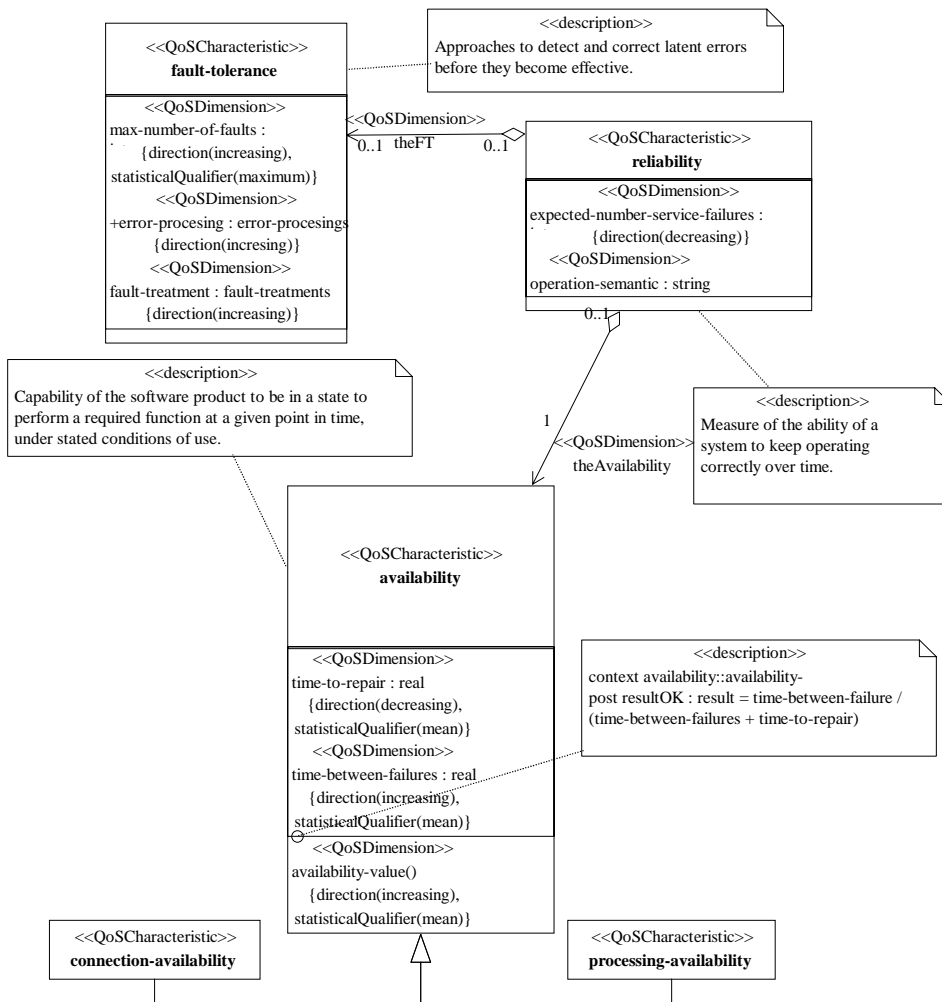 <<description>>
Approaches to detect and correct latent errors
before they become effective.
<<QoSCharacteristic>>
fault-tolerance
<<QoSDimension>>
max-number-of-faults :
{direction(increasing),
statisticalQualifier(maximum)}
<<QoSDimension>>
+error-procesing : error-procesings
{direction(incresing)}
<<QoSDimension>>
fault-treatment : fault-treatments
{direction(increasing)}
<<QoSDimension>>
theFT
0..1
0..1
<<QoSCharacteristic>>
reliability
<<QoSDimension>>
expected-number-service-failures :
{direction(decreasing)}
<<QoSDimension>>
operation-semantic : string
0..1
1
<<QoSDimension>>
theAvailability
<<description>>
Capability of the software product to be in a state to
perform a required function at a given point in time,
under stated conditions of use.
<<description>>
Measure of the ability of a
system to keep operating
correctly over time.
<<QoSCharacteristic>>
availability
<<QoSDimension>>
time-to-repair : real
{direction(decreasing),
statisticalQualifier(mean)}
<<QoSDimension>>
time-between-failures : real
{direction(increasing),
statisticalQualifier(mean)}
<<QoSDimension>>
availability-value()
{direction(increasing),
statisticalQualifier(mean)}
<<description>>
context availability::availability-
post resultOK : result = time-between-failure /
(time-between-failures + time-to-repair)
<<QoSCharacteristic>>
connection-availability
<<QoSCharacteristic>>
processing-availability